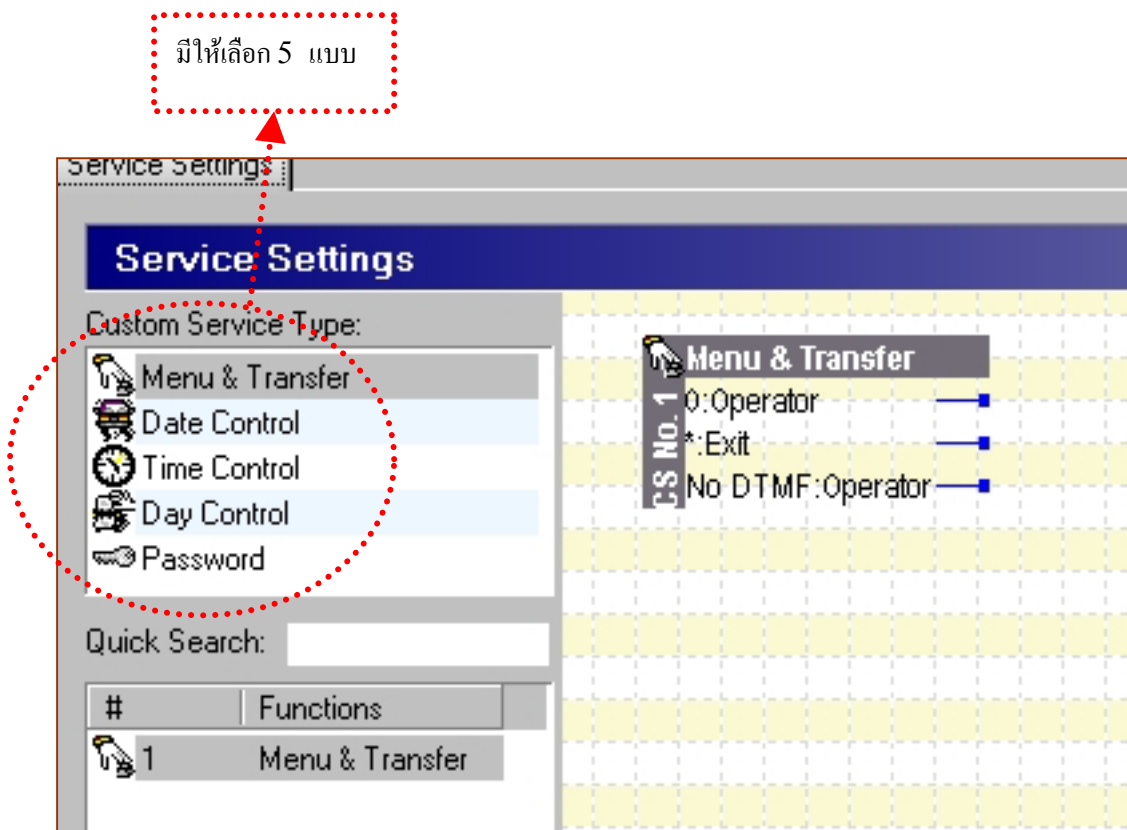 มีให้เลือก 5 แบบ
Service Settings
Service Settings
Custom Service Type:
Menu & Transfer
Date Control
Time Control
Day Control
Password
Quick Search:
# Functions
1 Menu & Transfer
CS No. 1
Menu & Transfer
0:Operator
*:Exit
No DTMF:Operator